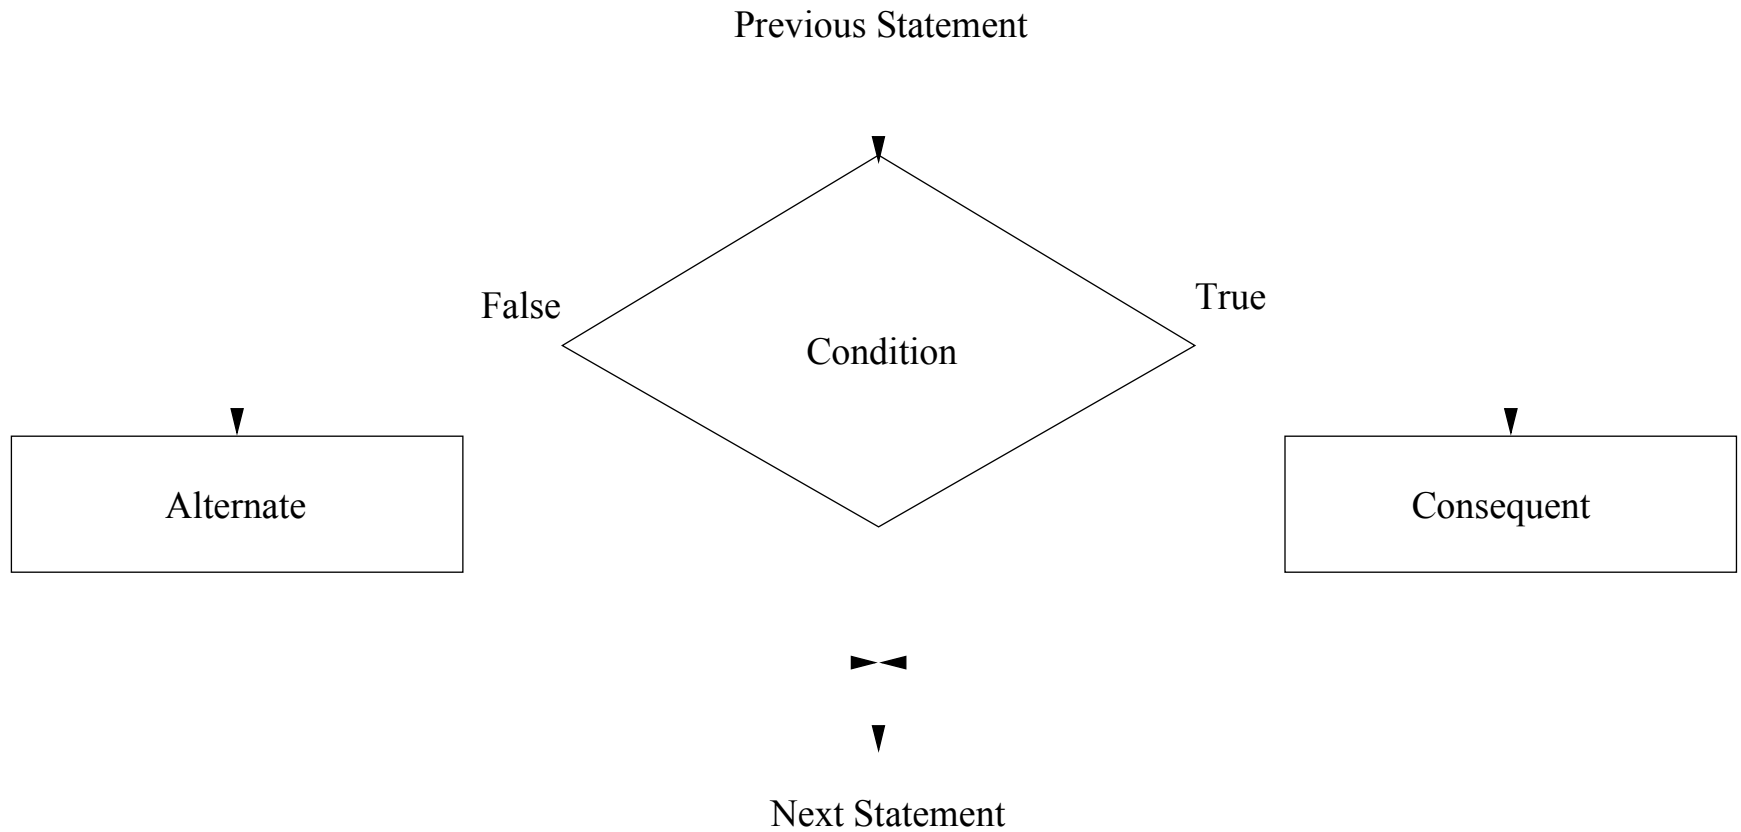 Previous Statement
False
True
Condition
Alternate
Consequent
Next Statement